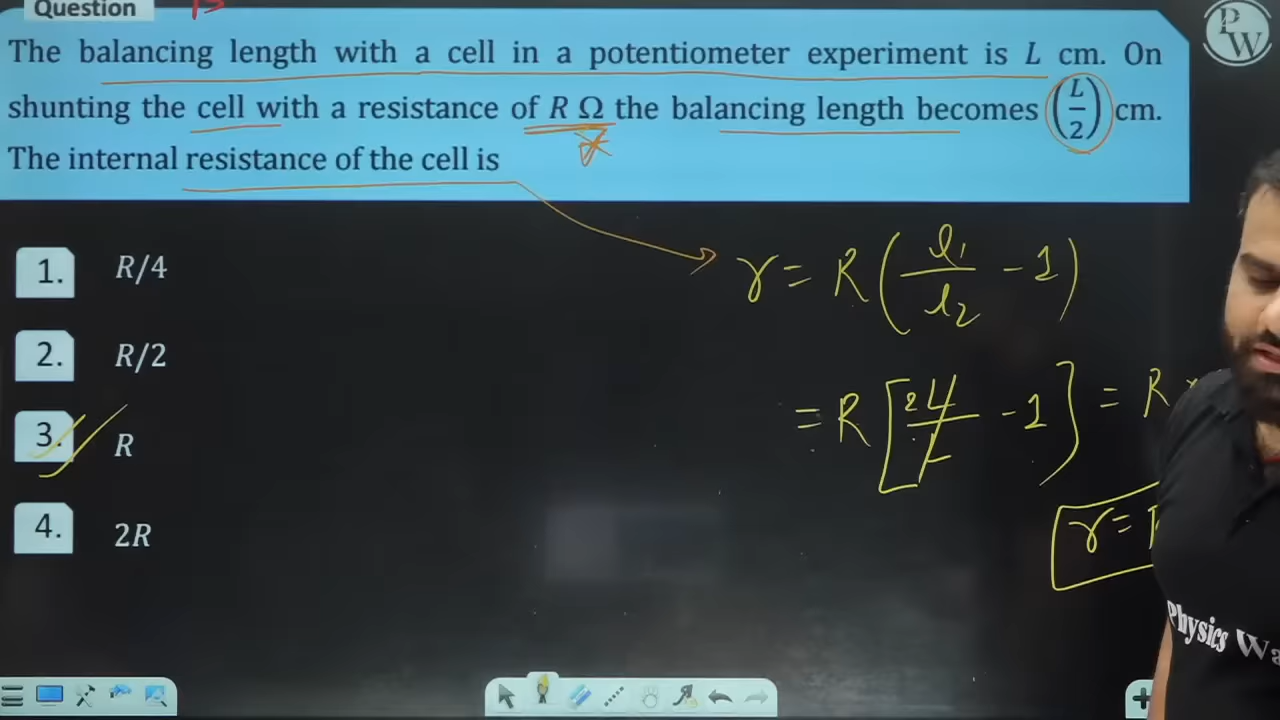 Question
The balancing length with a cell in a potentiometer experiment is L cm. On
shunting the cell with a resistance of R Ω the balancing length becomes (L/2) cm.
The internal resistance of the cell is
1. R/4
2. R/2
3. R
4. 2R
r = R(l₁/l₂ - 1)
= R[2L/L - 1] = R
r =
PW
Physics Wa